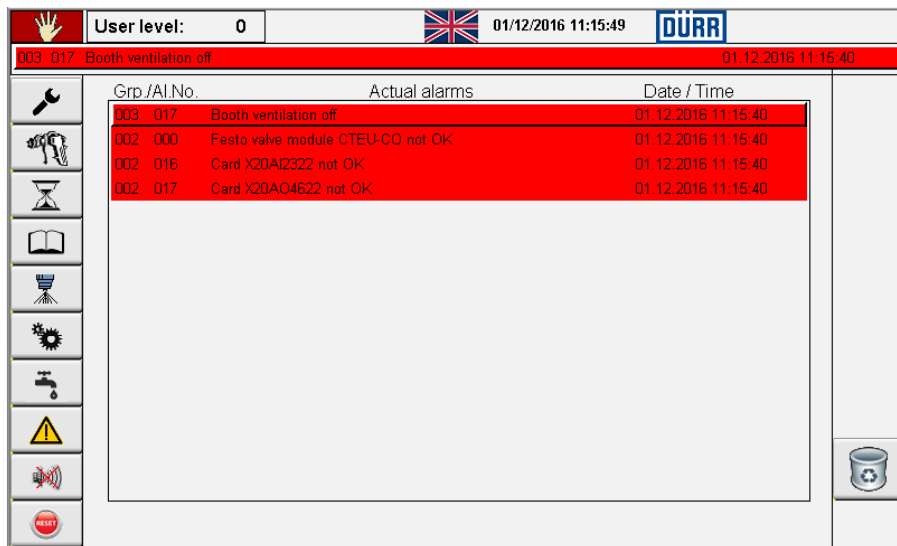 User level: 0 01/12/2016 11:15:49 DÜRR
003 017 Booth ventilation off 01.12.2016 11:15:40
Grp./Al.No. Actual alarms Date / Time
003 017 Booth ventilation off 01.12.2016 11:15:40
002 000 Festo valve module CTEU-CO not OK 01.12.2016 11:15:40
002 016 Card X20AI2322 not OK 01.12.2016 11:15:40
002 017 Card X20AO4622 not OK 01.12.2016 11:15:40
RESET